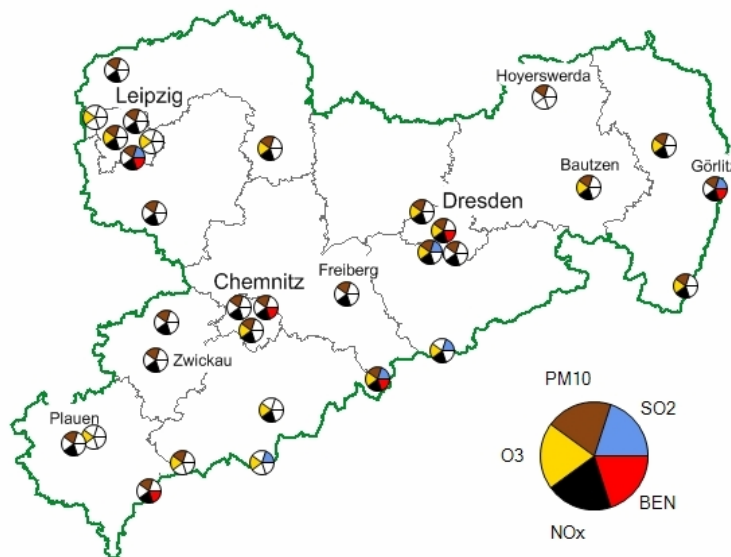 Hoyerswerda
Leipzig
Bautzen
Görlitz
Dresden
Freiberg
Chemnitz
Zwickau
Plauen
PM10
SO2
O3
BEN
NOx